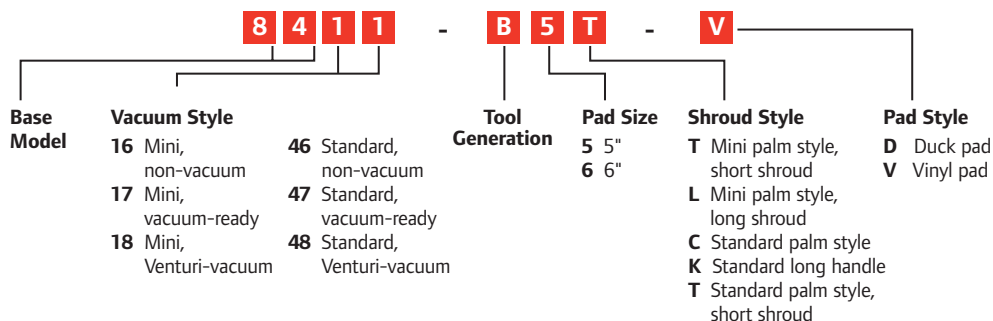 8 4 1 1 - B 5 T - V
Base
Model
Vacuum Style
16 Mini,
non-vacuum
17 Mini,
vacuum-ready
18 Mini,
Venturi-vacuum
46 Standard,
non-vacuum
47 Standard,
vacuum-ready
48 Standard,
Venturi-vacuum
Tool
Generation
Pad Size
5 5"
6 6"
Shroud Style
T Mini palm style,
short shroud
L Mini palm style,
long shroud
C Standard palm style
K Standard long handle
T Standard palm style,
short shroud
Pad Style
D Duck pad
V Vinyl pad